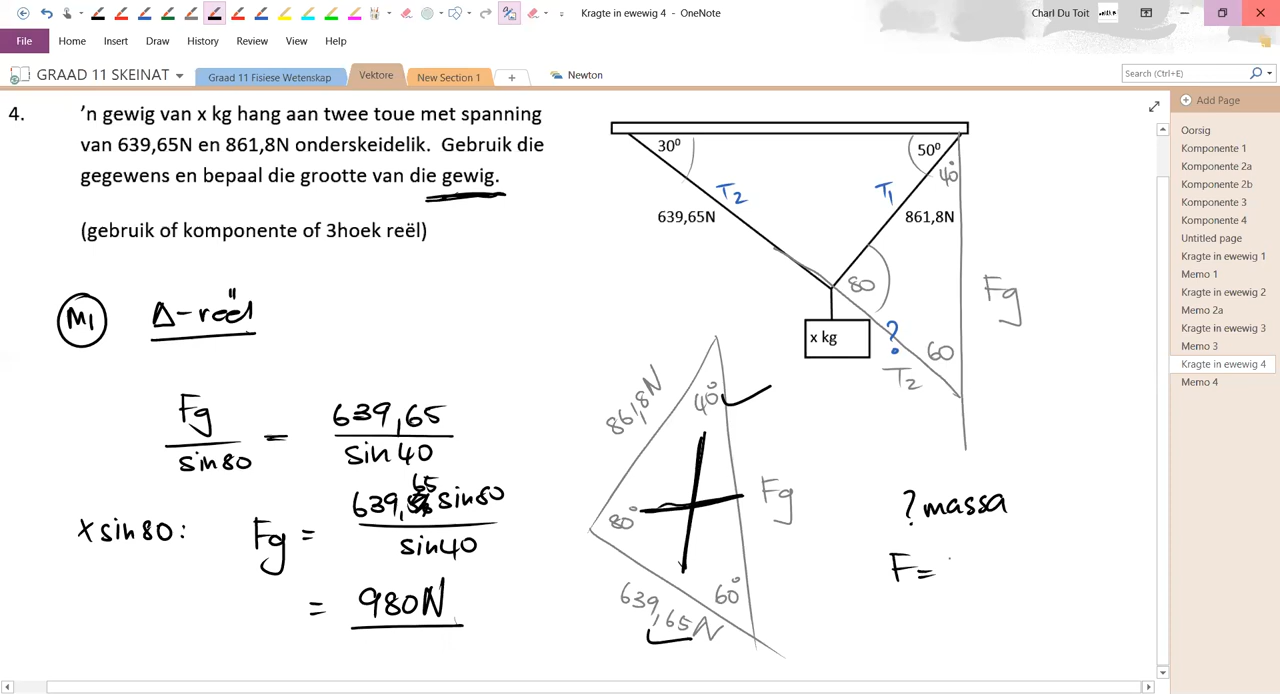 Kragte in ewewig 4 - OneNote
Charl Du Toit
File Home Insert Draw History Review View Help
GRAAD 11 SKEINAT
Graad 11 Fisiese Wetenskap
Vektore
New Section 1
+
Newton
Search (Ctrl+E)
Add Page
Oorsig
Komponente 1
Komponente 2a
Komponente 2b
Komponente 3
Komponente 4
Untitled page
Kragte in ewewig 1
Memo 1
Kragte in ewewig 2
Memo 2a
Kragte in ewewig 3
Memo 3
Kragte in ewewig 4
Memo 4
4. ’n gewig van x kg hang aan twee toue met spanning
van 639,65N en 861,8N onderskeidelik. Gebruik die
gegewens en bepaal die grootte van die gewig.
(gebruik of komponente of 3hoek reël)
30⁰
50⁰
40°
T2
T1
639,65N
861,8N
80
Fg
x kg
?
60
T2
M1
Δ-reël
Fg / sin80 = 639,65 / sin40
x sin80: Fg = 639,65 sin80 / sin40
= 980N
861,8N
40°
80°
Fg
60°
639,65N
? massa
F=